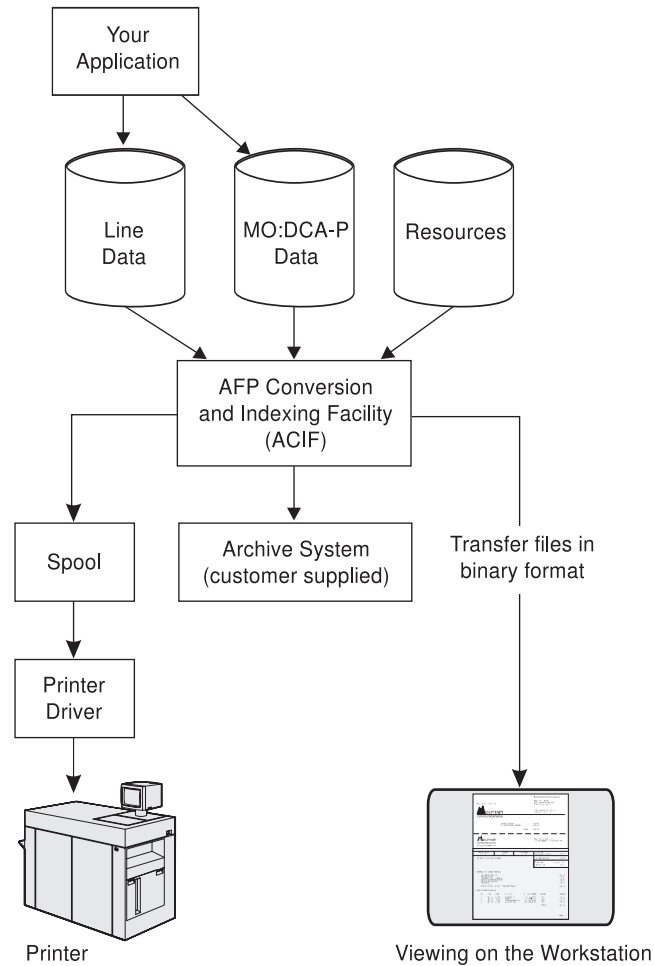 Your
Application
Line
Data
MO:DCA-P
Data
Resources
AFP Conversion
and Indexing Facility
(ACIF)
Spool
Archive System
(customer supplied)
Transfer files in
binary format
Printer
Driver
Printer
Viewing on the Workstation